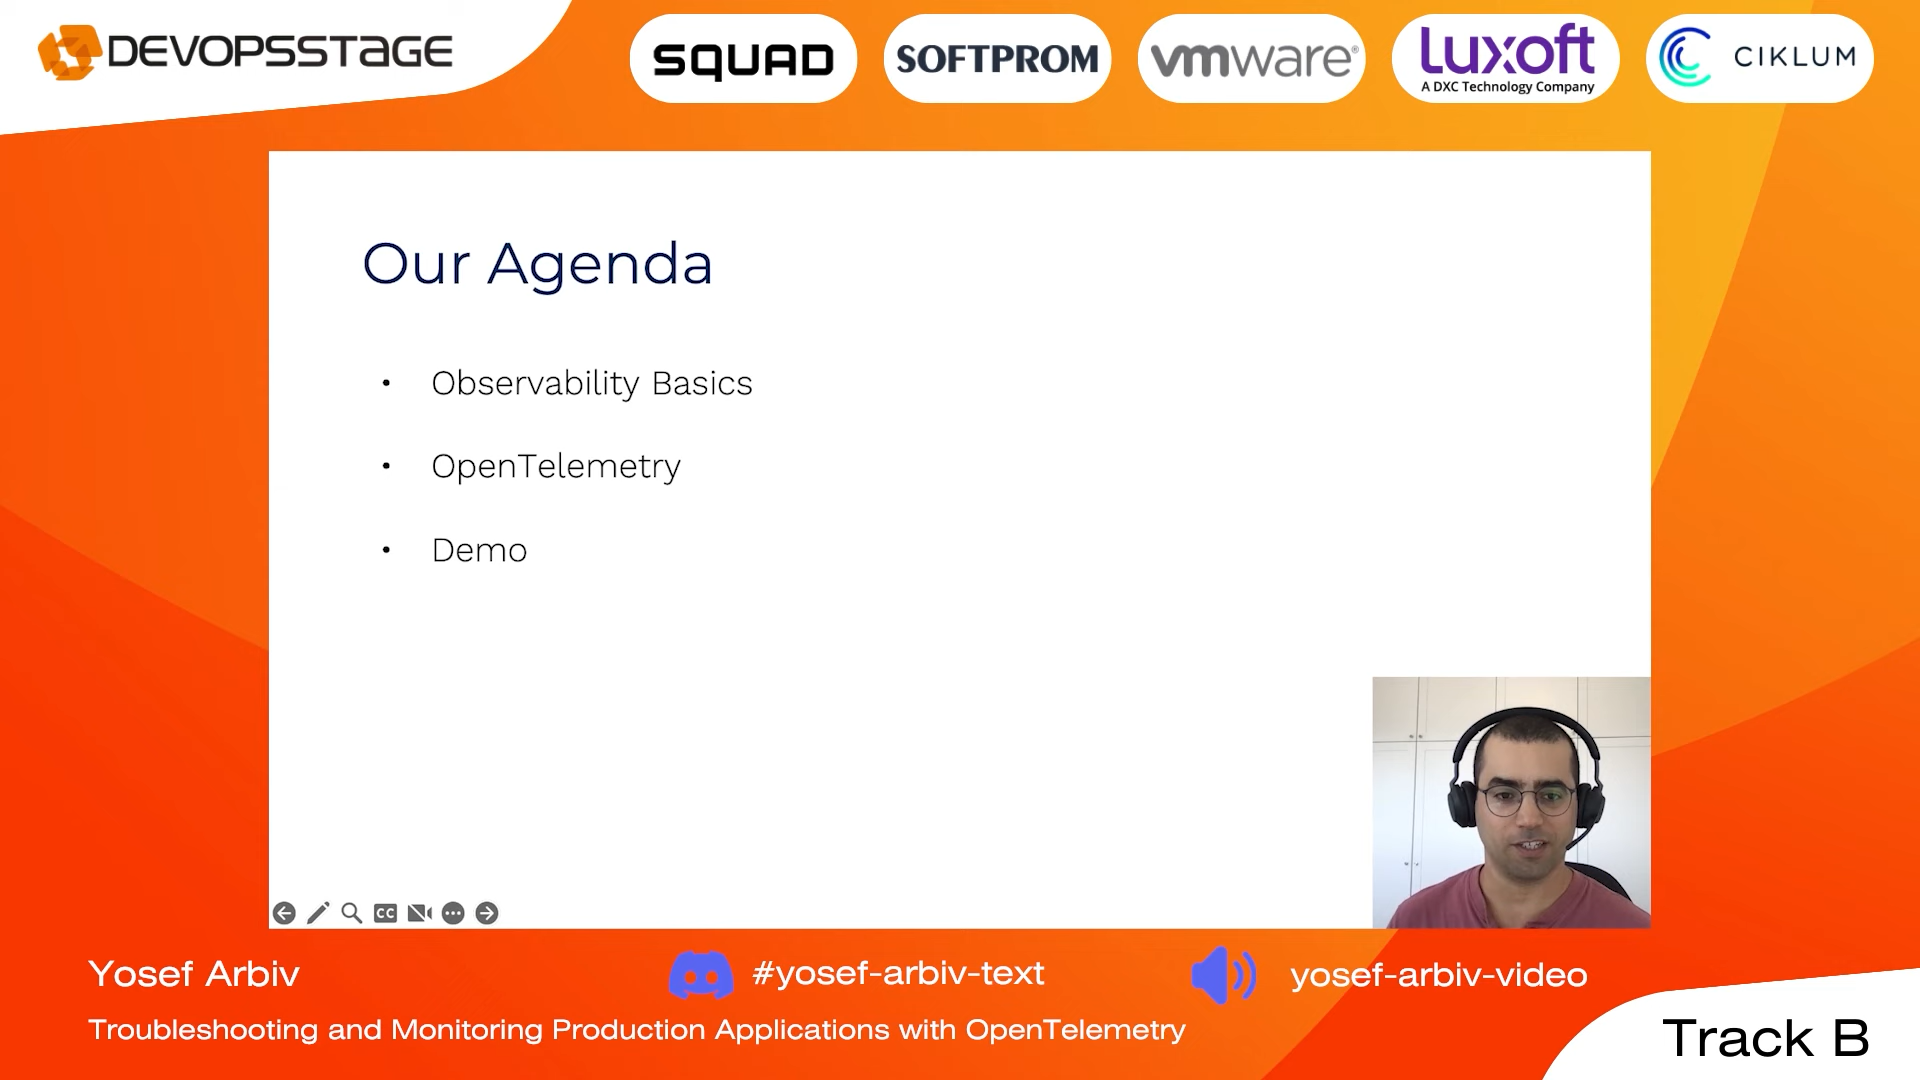 DEVOPSSTAGE
SQUAD
SOFTPROM
vmware®
Luxoft
A DXC Technology Company
CIKLUM
Our Agenda
• Observability Basics
• OpenTelemetry
• Demo
CC
Yosef Arbiv
#yosef-arbiv-text
yosef-arbiv-video
Troubleshooting and Monitoring Production Applications with OpenTelemetry
Track B